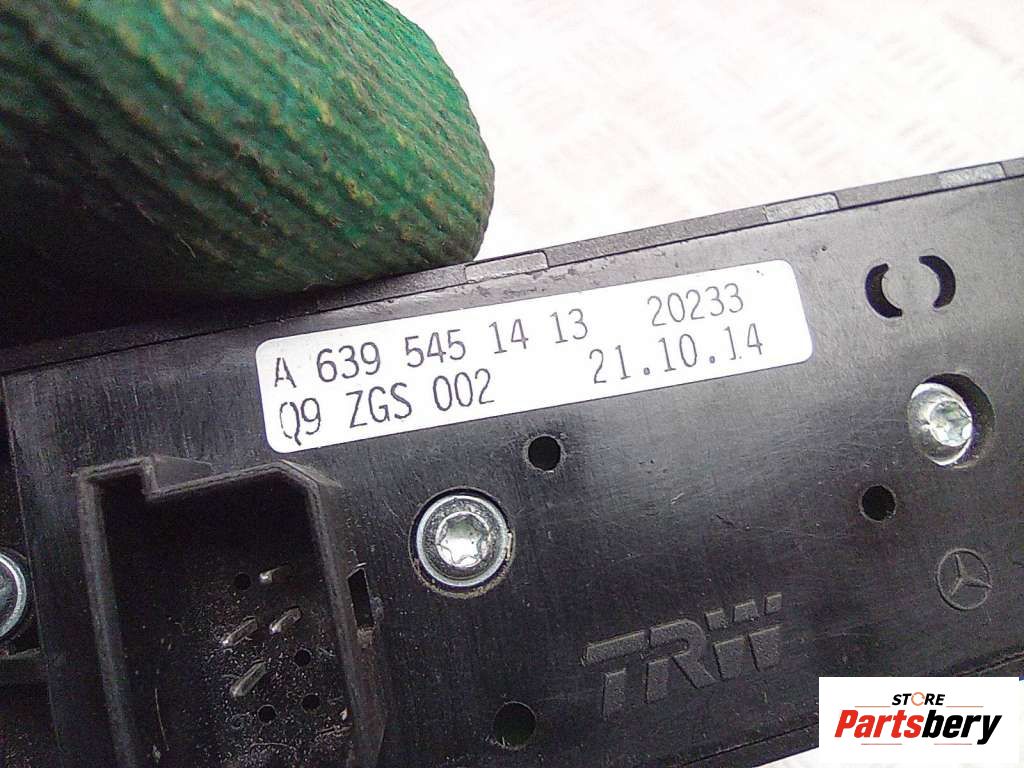 A 639 545 14 13 20233
Q9 ZGS 002 21.10.14
TRW
STORE
Partsbery